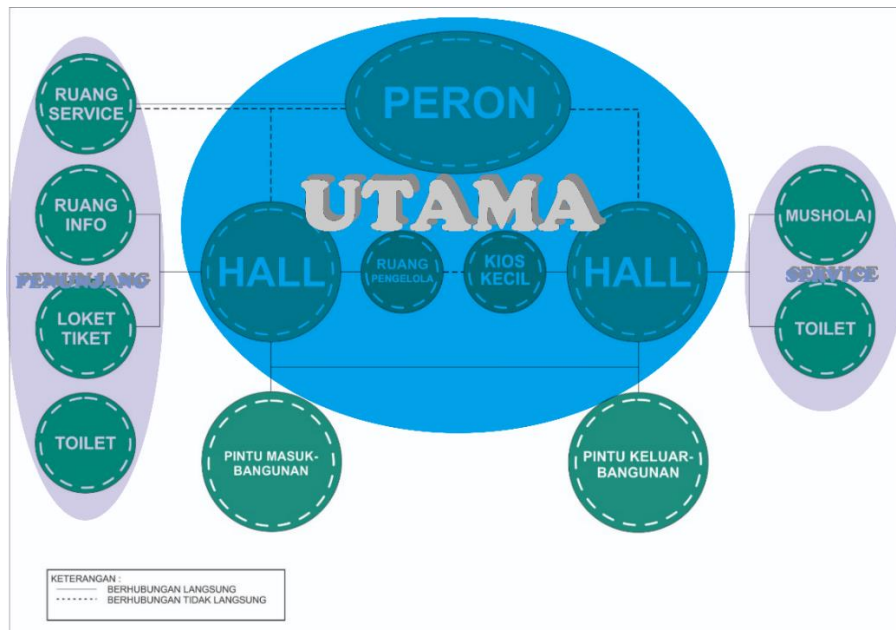 RUANG
SERVICE
PERON
UTAMA
RUANG
INFO
MUSHOLA
HALL
RUANG
PENGELOLA
KIOS
KECIL
HALL
PENUNJANG
SERVICE
LOKET
TIKET
TOILET
TOILET
PINTU MASUK-
BANGUNAN
PINTU KELUAR-
BANGUNAN
KETERANGAN :
BERHUBUNGAN LANGSUNG
BERHUBUNGAN TIDAK LANGSUNG